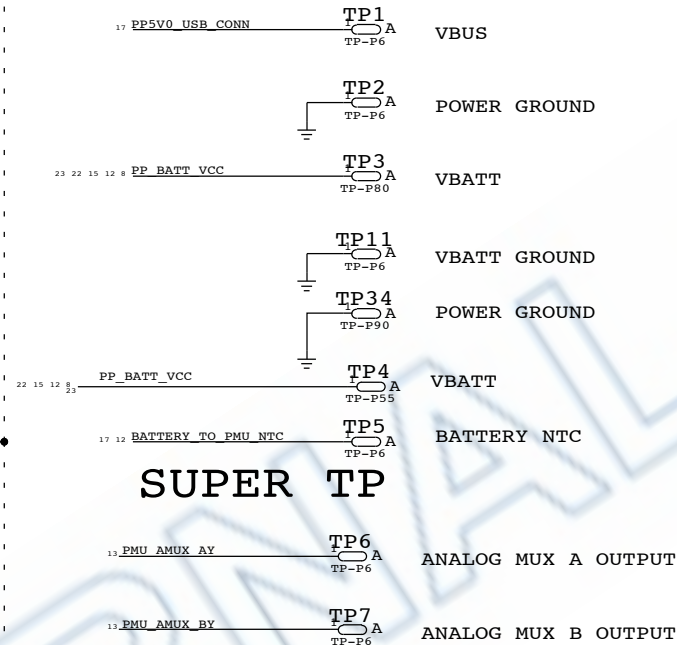 TP1
17 PP5V0_USB_CONN 1 A VBUS
TP-P6
TP2
1 A POWER GROUND
TP-P6
TP3
23 22 15 12 8 PP_BATT_VCC 1 A VBATT
TP-P80
TP11
1 A VBATT GROUND
TP-P6
TP34
1 A POWER GROUND
TP-P90
TP4
22 15 12 8 PP_BATT_VCC 1 A VBATT
23
TP-P55
TP5
17 12 BATTERY_TO_PMU_NTC 1 A BATTERY NTC
TP-P6
SUPER TP
TP6
13 PMU_AMUX_AY 1 A ANALOG MUX A OUTPUT
TP-P6
TP7
13 PMU_AMUX_BY 1 A ANALOG MUX B OUTPUT
TP-P6
RNAL